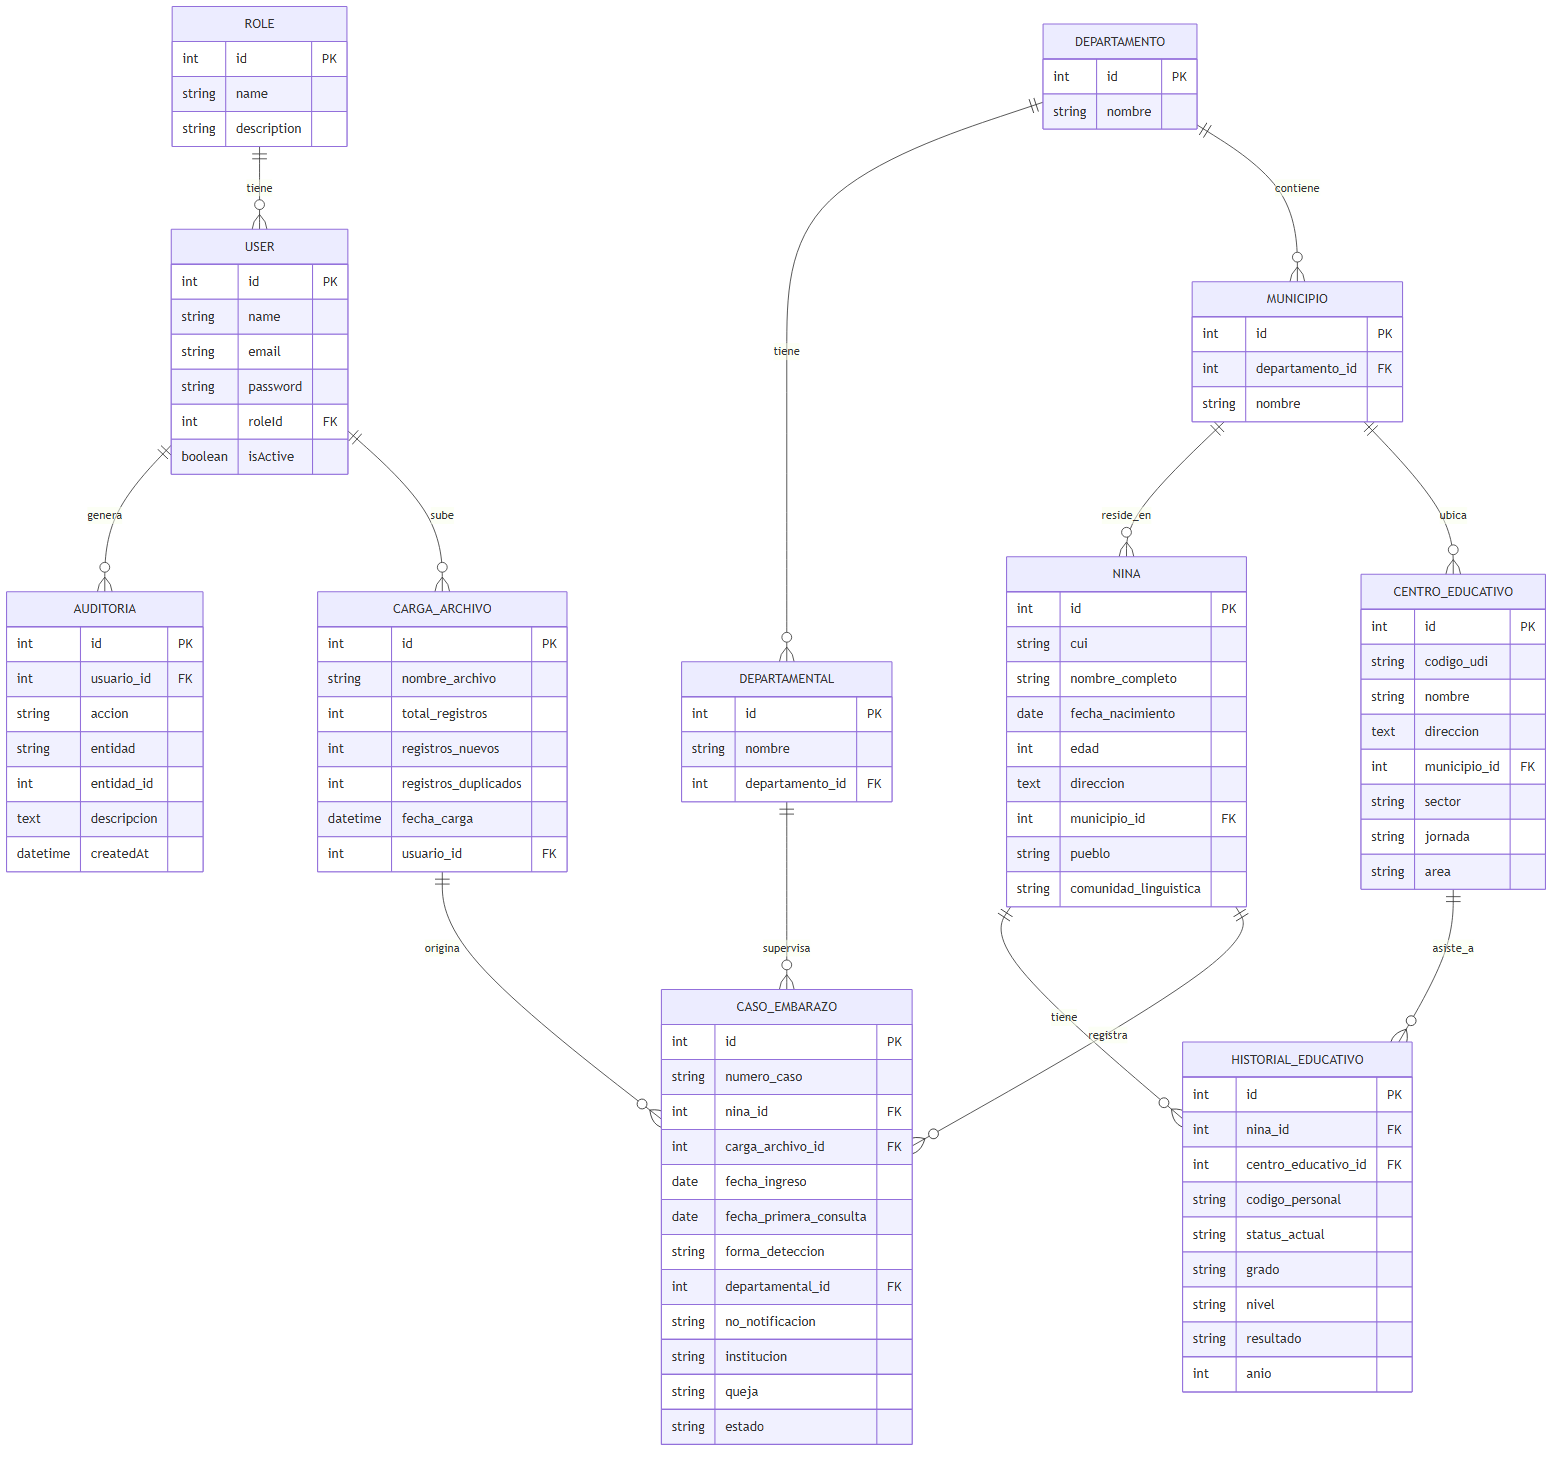 ROLE
int id PK
string name
string description
tiene
USER
int id PK
string name
string email
string password
int roleId FK
boolean isActive
genera
sube
AUDITORIA
int id PK
int usuario_id FK
string accion
string entidad
int entidad_id
text descripcion
datetime createdAt
CARGA_ARCHIVO
int id PK
string nombre_archivo
int total_registros
int registros_nuevos
int registros_duplicados
datetime fecha_carga
int usuario_id FK
origina
DEPARTAMENTO
int id PK
string nombre
tiene
contiene
MUNICIPIO
int id PK
int departamento_id FK
string nombre
reside_en
ubica
DEPARTAMENTAL
int id PK
string nombre
int departamento_id FK
supervisa
NINA
int id PK
string cui
string nombre_completo
date fecha_nacimiento
int edad
text direccion
int municipio_id FK
string pueblo
string comunidad_linguistica
tiene
registra
CENTRO_EDUCATIVO
int id PK
string codigo_udi
string nombre
text direccion
int municipio_id FK
string sector
string jornada
string area
asiste_a
CASO_EMBARAZO
int id PK
string numero_caso
int nina_id FK
int carga_archivo_id FK
date fecha_ingreso
date fecha_primera_consulta
string forma_deteccion
int departamental_id FK
string no_notificacion
string institucion
string queja
string estado
HISTORIAL_EDUCATIVO
int id PK
int nina_id FK
int centro_educativo_id FK
string codigo_personal
string status_actual
string grado
string nivel
string resultado
int anio